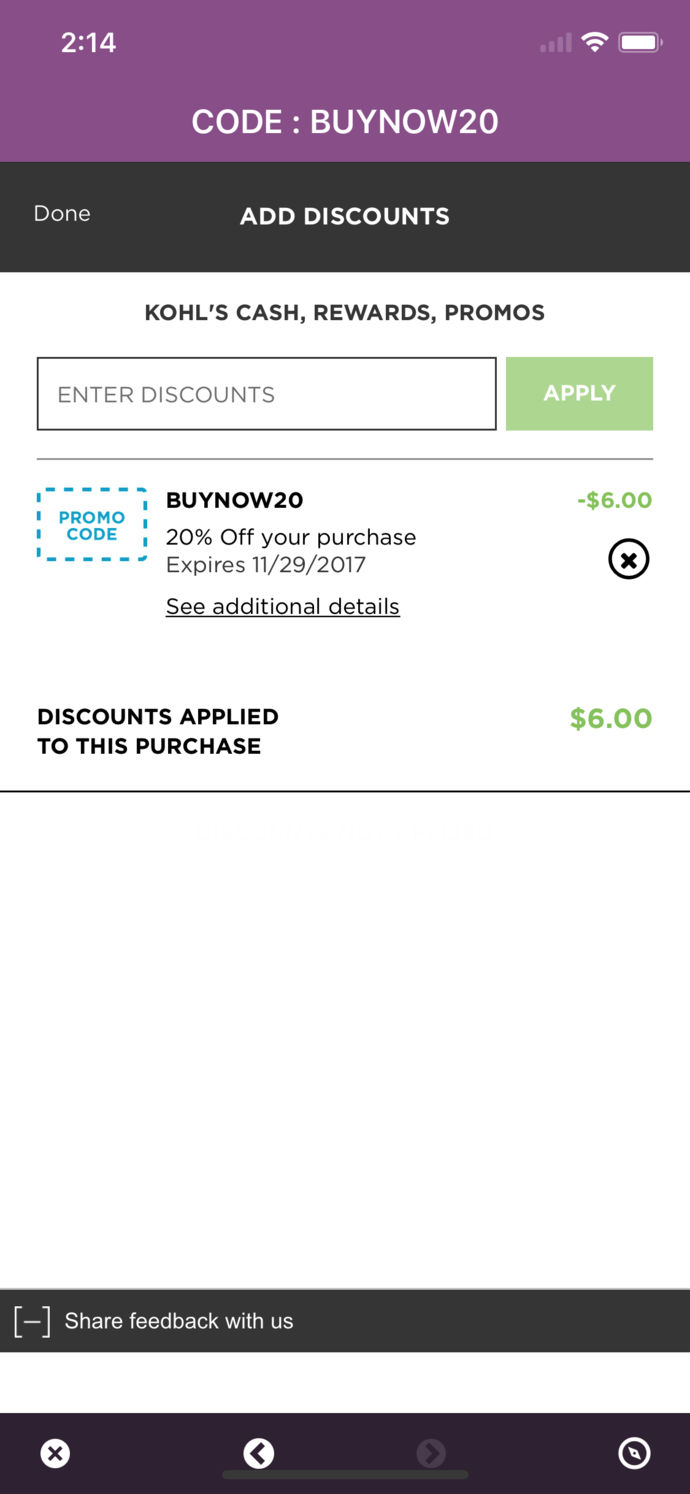 2:14
CODE : BUYNOW20
Done
ADD DISCOUNTS
KOHL'S CASH, REWARDS, PROMOS
ENTER DISCOUNTS
APPLY
PROMO
CODE
BUYNOW20
-$6.00
20% Off your purchase
Expires 11/29/2017
See additional details
DISCOUNTS APPLIED
TO THIS PURCHASE
$6.00
[–] Share feedback with us